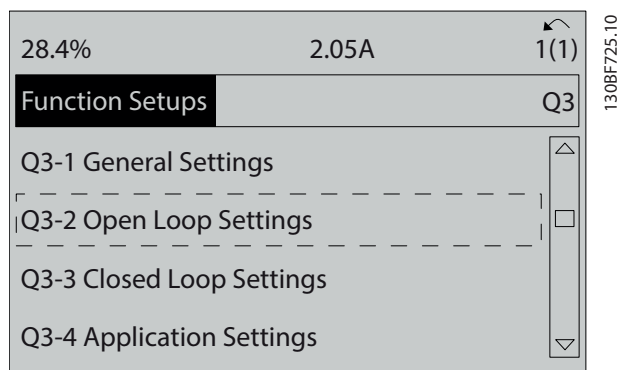 28.4% 2.05A 1(1)
Function Setups Q3
Q3-1 General Settings
Q3-2 Open Loop Settings
Q3-3 Closed Loop Settings
Q3-4 Application Settings
130BF725.10